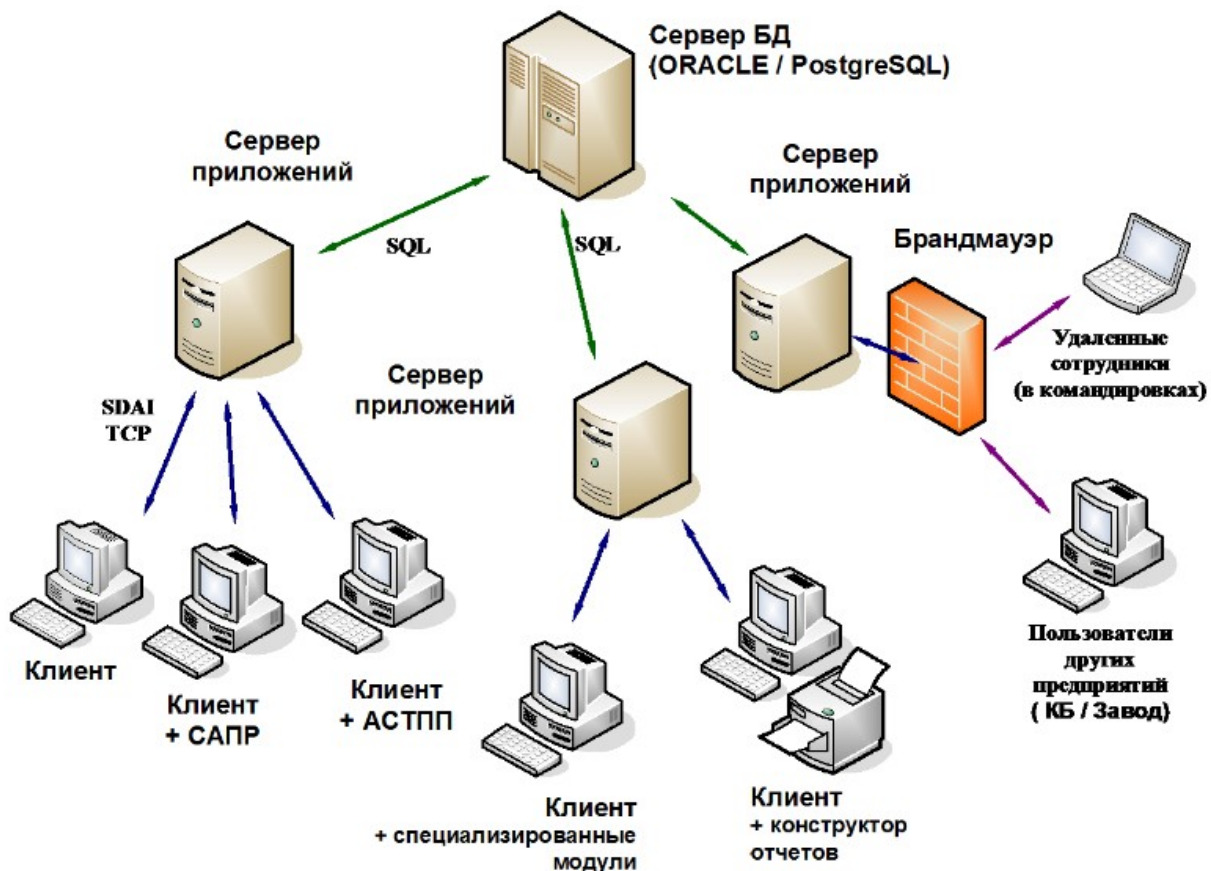 Сервер БД
(ORACLE / PostgreSQL)
Сервер
приложений
Сервер
приложений
SQL
SQL
Брандмауэр
Удаленные
сотрудники
(в командировках)
Сервер
приложений
SDAI
TCP
Клиент
Клиент
+ САПР
Клиент
+ АСТПП
Пользователи
других
предприятий
( КБ / Завод)
Клиент
+ специализированные
модули
Клиент
+ конструктор
отчетов